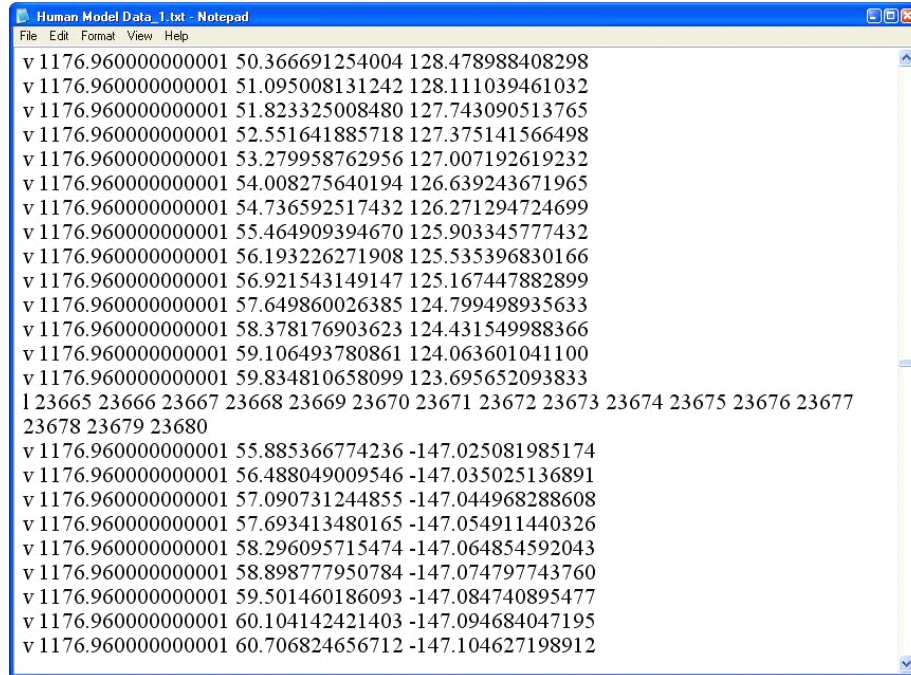 Human Model Data_1.txt - Notepad
File Edit Format View Help
v 1176.960000000001 50.366691254004 128.478988408298
v 1176.960000000001 51.095008131242 128.111039461032
v 1176.960000000001 51.823325008480 127.743090513765
v 1176.960000000001 52.551641885718 127.375141566498
v 1176.960000000001 53.279958762956 127.007192619232
v 1176.960000000001 54.008275640194 126.639243671965
v 1176.960000000001 54.736592517432 126.271294724699
v 1176.960000000001 55.464909394670 125.903345777432
v 1176.960000000001 56.193226271908 125.535396830166
v 1176.960000000001 56.921543149147 125.167447882899
v 1176.960000000001 57.649860026385 124.799498935633
v 1176.960000000001 58.378176903623 124.431549988366
v 1176.960000000001 59.106493780861 124.063601041100
v 1176.960000000001 59.834810658099 123.695652093833
l 23665 23666 23667 23668 23669 23670 23671 23672 23673 23674 23675 23676 23677
23678 23679 23680
v 1176.960000000001 55.885366774236 -147.025081985174
v 1176.960000000001 56.488049009546 -147.035025136891
v 1176.960000000001 57.090731244855 -147.044968288608
v 1176.960000000001 57.693413480165 -147.054911440326
v 1176.960000000001 58.296095715474 -147.064854592043
v 1176.960000000001 58.898777950784 -147.074797743760
v 1176.960000000001 59.501460186093 -147.084740895477
v 1176.960000000001 60.104142421403 -147.094684047195
v 1176.960000000001 60.706824656712 -147.104627198912